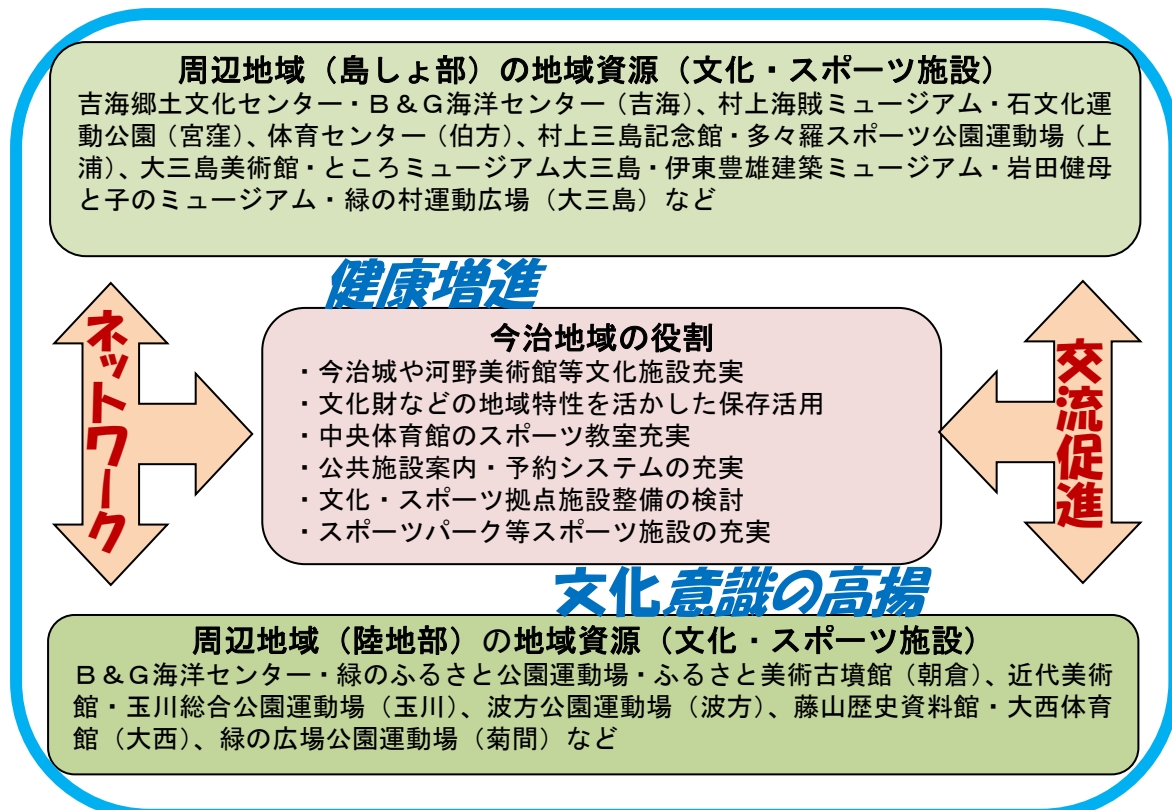 周辺地域（島しょ部）の地域資源（文化・スポーツ施設）
吉海郷土文化センター・Ｂ＆Ｇ海洋センター（吉海）、村上海賊ミュージアム・石文化運
動公園（宮窪）、体育センター（伯方）、村上三島記念館・多々羅スポーツ公園運動場（上
浦）、大三島美術館・ところミュージアム大三島・伊東豊雄建築ミュージアム・岩田健母
と子のミュージアム・緑の村運動広場（大三島）など
健康増進
ネットワーク
今治地域の役割
・今治城や河野美術館等文化施設充実
・文化財などの地域特性を活かした保存活用
・中央体育館のスポーツ教室充実
・公共施設案内・予約システムの充実
・文化・スポーツ拠点施設整備の検討
・スポーツパーク等スポーツ施設の充実
交流促進
文化意識の高揚
周辺地域（陸地部）の地域資源（文化・スポーツ施設）
Ｂ＆Ｇ海洋センター・緑のふるさと公園運動場・ふるさと美術古墳館（朝倉）、近代美術
館・玉川総合公園運動場（玉川）、波方公園運動場（波方）、藤山歴史資料館・大西体育
館（大西）、緑の広場公園運動場（菊間）など